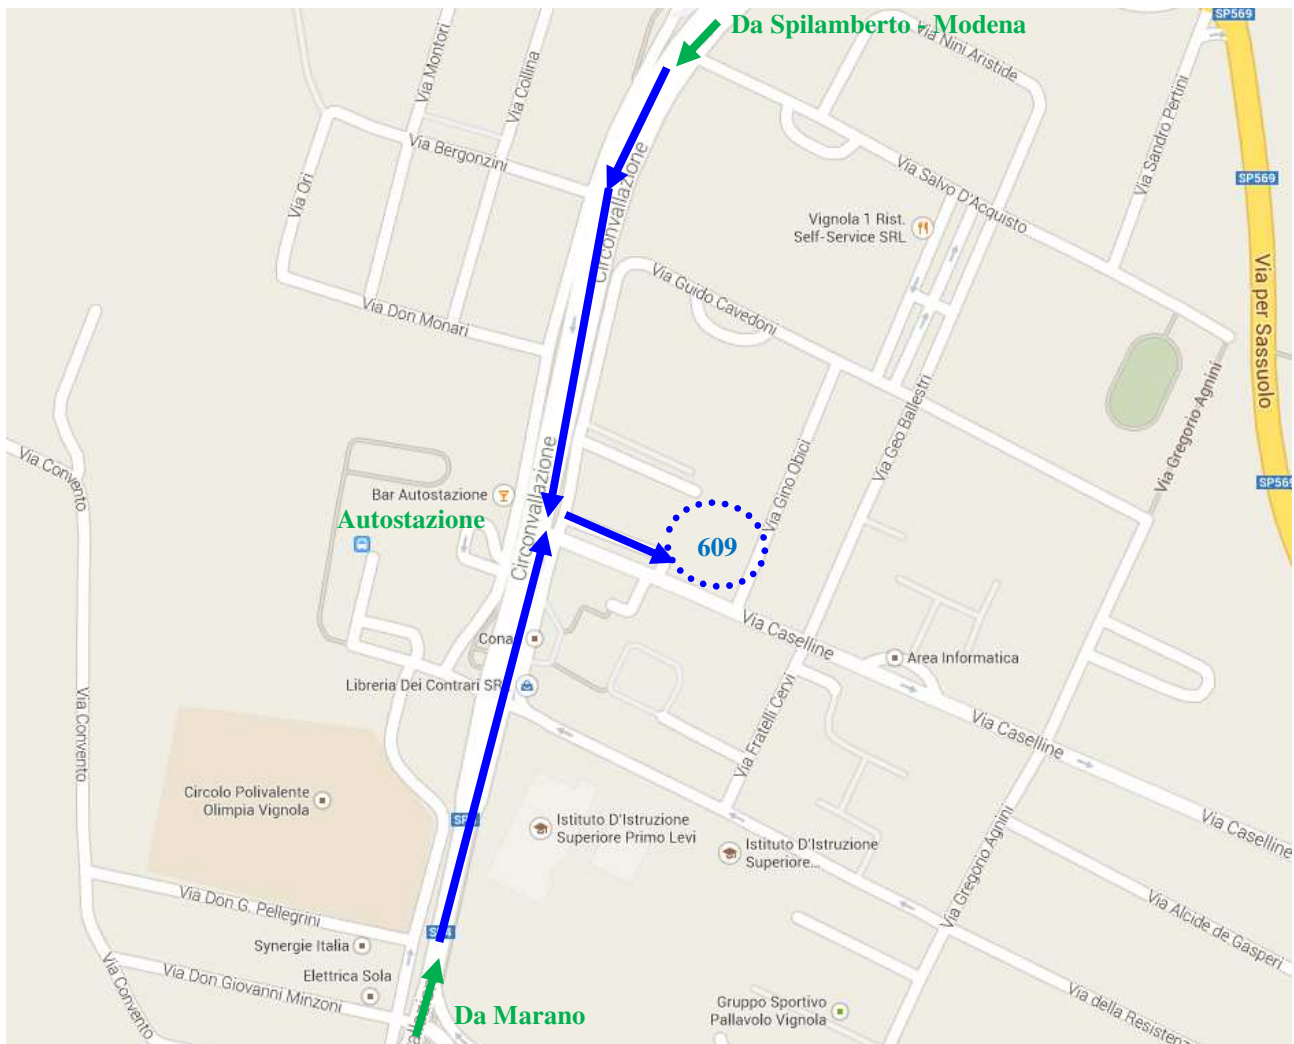 SP569
Da Spilamberto - Modena
Via Nini Aristide
Via Montori
Via Collina
Via Sandro Pertini
Via Bergonzini
Circonvallazione
Via Salvo D'Acquisto
SP569
Via Ori
Vignola 1 Rist.
Self-Service SRL
Via Guido Cavedoni
Via per Sassuolo
Via Don Monari
Via Gregorio Agnini
Via Geo Ballestri
Via Gino Obici
Via Convento
Circonvallazione
Bar Autostazione
SP569
Autostazione
609
Via Caselline
Cona
Area Informatica
Libreria Dei Contrari SR
Via Fratelli Cervi
Via Caselline
Via Convento
Circolo Polivalente
Olimpia Vignola
Istituto D'Istruzione
Superiore Primo Levi
Istituto D'Istruzione
Superiore...
Via Caselline
Via Gregorio Agnini
Via Don G. Pellegrini
Via Alcide de Gasperi
Synergie Italia
Via Convento
Via Don Giovanni Minzoni
Elettrica Sola
Via della Resistenz
Gruppo Sportivo
Pallavolo Vignola
Da Marano